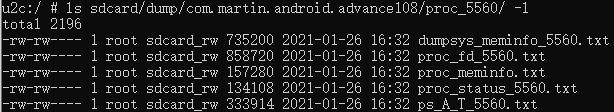 u2c:/ # ls sdcard/dump/com.martin.android.advance108/proc_5560/ -l
total 2196
-rw-rw---- 1 root sdcard_rw 735200 2021-01-26 16:32 dumpsys_meminfo_5560.txt
-rw-rw---- 1 root sdcard_rw 858720 2021-01-26 16:32 proc_fd_5560.txt
-rw-rw---- 1 root sdcard_rw 157280 2021-01-26 16:32 proc_meminfo.txt
-rw-rw---- 1 root sdcard_rw 134108 2021-01-26 16:32 proc_status_5560.txt
-rw-rw---- 1 root sdcard_rw 333914 2021-01-26 16:32 ps_A_T_5560.txt